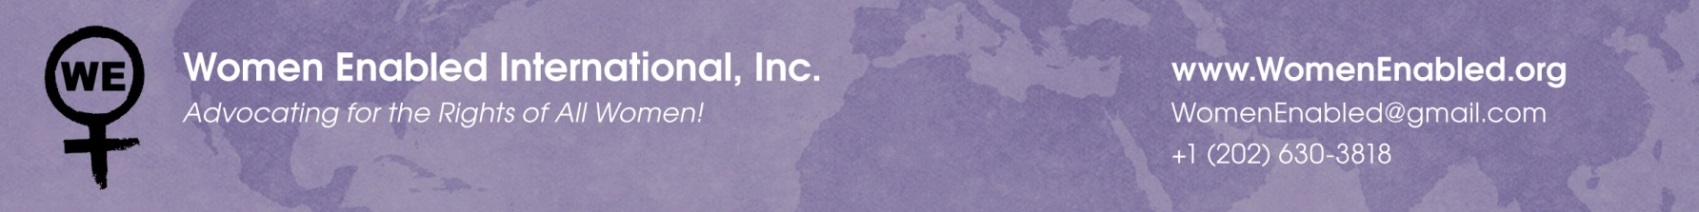 WE
Women Enabled International, Inc.
Advocating for the Rights of All Women!
www.WomenEnabled.org
WomenEnabled@gmail.com
+1 (202) 630-3818